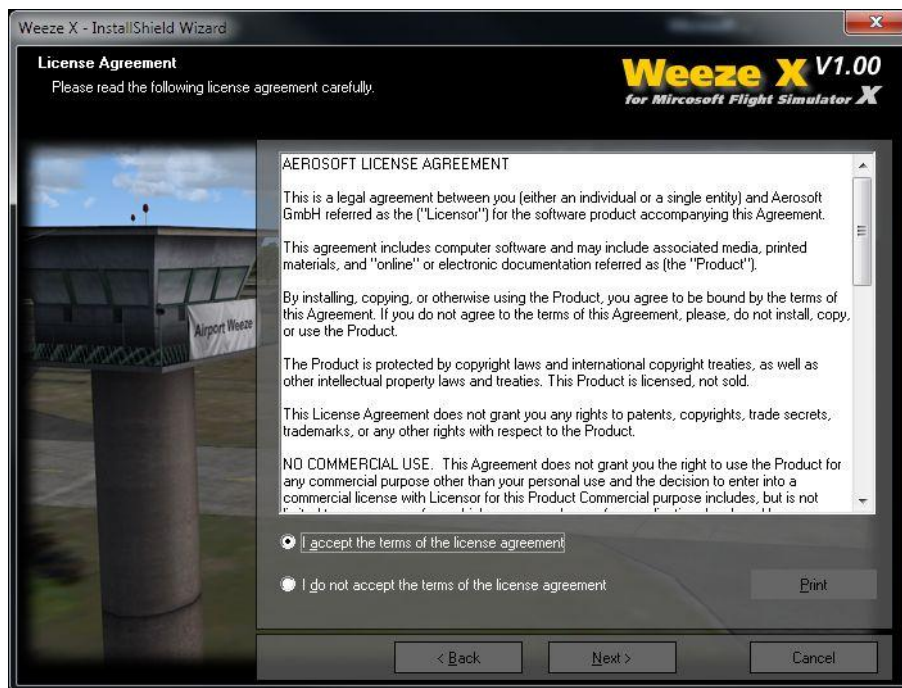 Weeze X - InstallShield Wizard
License Agreement
Please read the following license agreement carefully.
Weeze X V1.00
for Mircosoft Flight Simulator X
Airport Weeze
AEROSOFT LICENSE AGREEMENT
This is a legal agreement between you (either an individual or a single entity) and Aerosoft
GmbH referred as the ("Licensor") for the software product accompanying this Agreement.
This agreement includes computer software and may include associated media, printed
materials, and "online" or electronic documentation referred as (the "Product").
By installing, copying, or otherwise using the Product, you agree to be bound by the terms of
this Agreement. If you do not agree to the terms of this Agreement, please, do not install, copy,
or use the Product.
The Product is protected by copyright laws and international copyright treaties, as well as
other intellectual property laws and treaties. This Product is licensed, not sold.
This License Agreement does not grant you any rights to patents, copyrights, trade secrets,
trademarks, or any other rights with respect to the Product.
NO COMMERCIAL USE.  This Agreement does not grant you the right to use the Product for
any commercial purpose other than your personal use and the decision to enter into a
commercial license with Licensor for this Product Commercial purpose includes, but is not
I accept the terms of the license agreement
I do not accept the terms of the license agreement
Print
< Back
Next >
Cancel